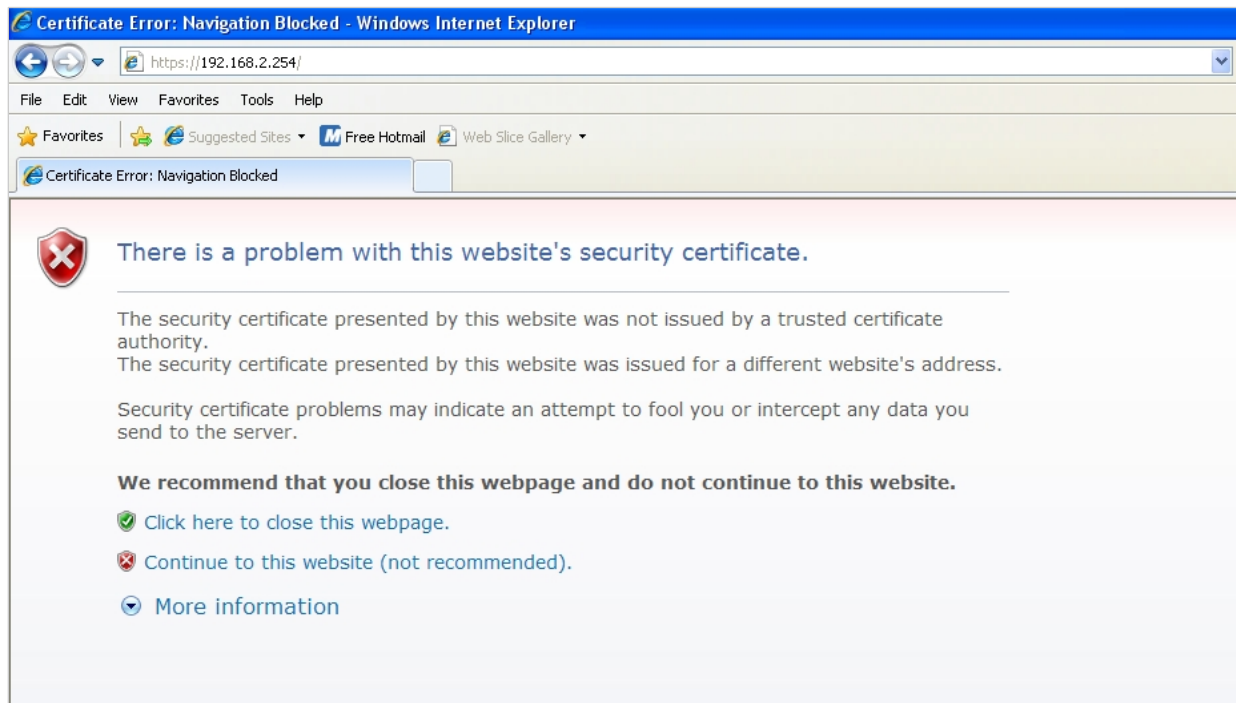 Certificate Error: Navigation Blocked - Windows Internet Explorer
https://192.168.2.254/
File Edit View Favorites Tools Help
Favorites Suggested Sites Free Hotmail Web Slice Gallery
Certificate Error: Navigation Blocked
There is a problem with this website's security certificate.
The security certificate presented by this website was not issued by a trusted certificate
authority.
The security certificate presented by this website was issued for a different website's address.
Security certificate problems may indicate an attempt to fool you or intercept any data you
send to the server.
We recommend that you close this webpage and do not continue to this website.
Click here to close this webpage.
Continue to this website (not recommended).
More information